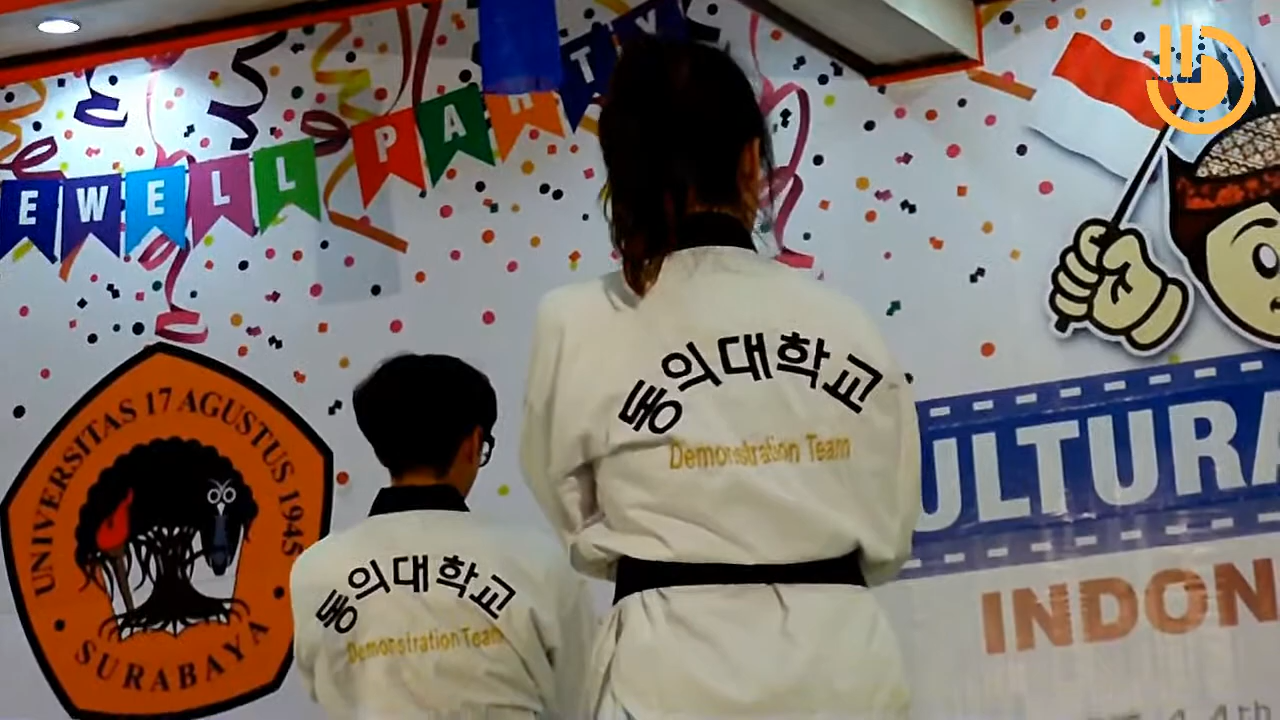 EWELL PARTY
UNIVERSITAS 17 AGUSTUS 1945
SURABAYA
동의대학교
Demonstration Team
동의대학교
Demonstration Team
ULTURA
INDON